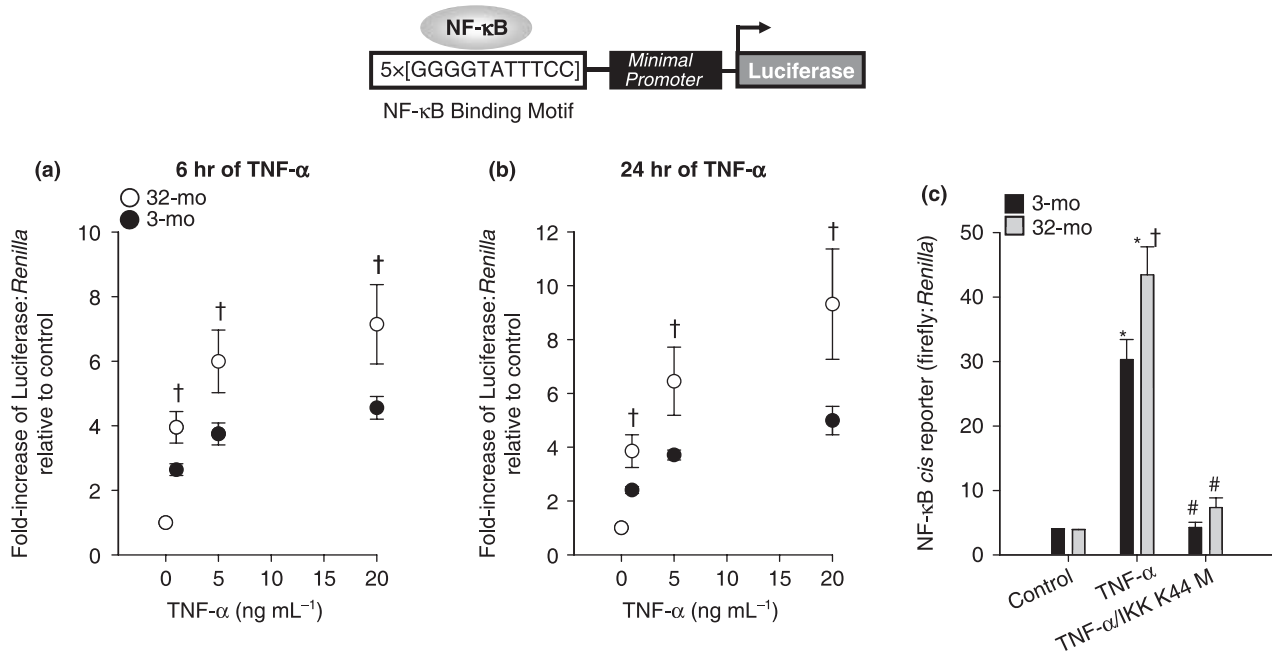 NF-κB
5×[GGGGTATTTCC]
Minimal
Promoter
Luciferase
NF-κB Binding Motif
(a)
6 hr of TNF-α
32-mo
3-mo
Fold-increase of Luciferase:Renilla
relative to control
10
8
6
4
2
0
†
†
†
0
5
10
15
20
TNF-α (ng mL⁻¹)
(b)
24 hr of TNF-α
Fold-increase of Luciferase:Renilla
relative to control
12
10
8
6
4
2
0
†
†
†
0
5
10
15
20
TNF-α (ng mL⁻¹)
(c)
3-mo
32-mo
NF-κB cis reporter (firefly:Renilla)
50
40
30
20
10
0
*
* †
#
#
Control
TNF-α
TNF-α/IKK K44 M